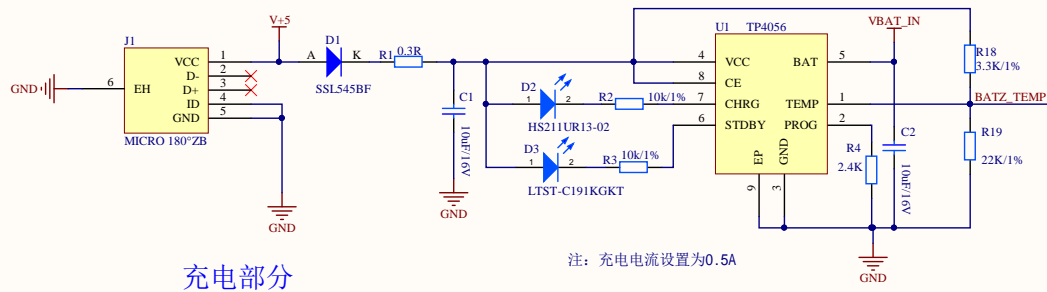 V+5
J1
VCC 1
D- 2
D+ 3
ID 4
GND 5
6 EH
GND
MICRO 180°ZB
GND
D1
A K
SSL545BF
R1 0.3R
C1
10uF/16V
GND
D2
1 2
HS211UR13-02
R2 10k/1%
D3
1 2
LTST-C191KGKT
R3 10k/1%
U1 TP4056
4 VCC
8 CE
7 CHRG
6 STDBY
BAT 5
TEMP 1
PROG 2
EP
GND
9
3
VBAT_IN
R4
2.4K
C2
10uF/16V
R18
3.3K/1%
BATZ_TEMP
R19
22K/1%
GND
注：充电电流设置为0.5A
充电部分